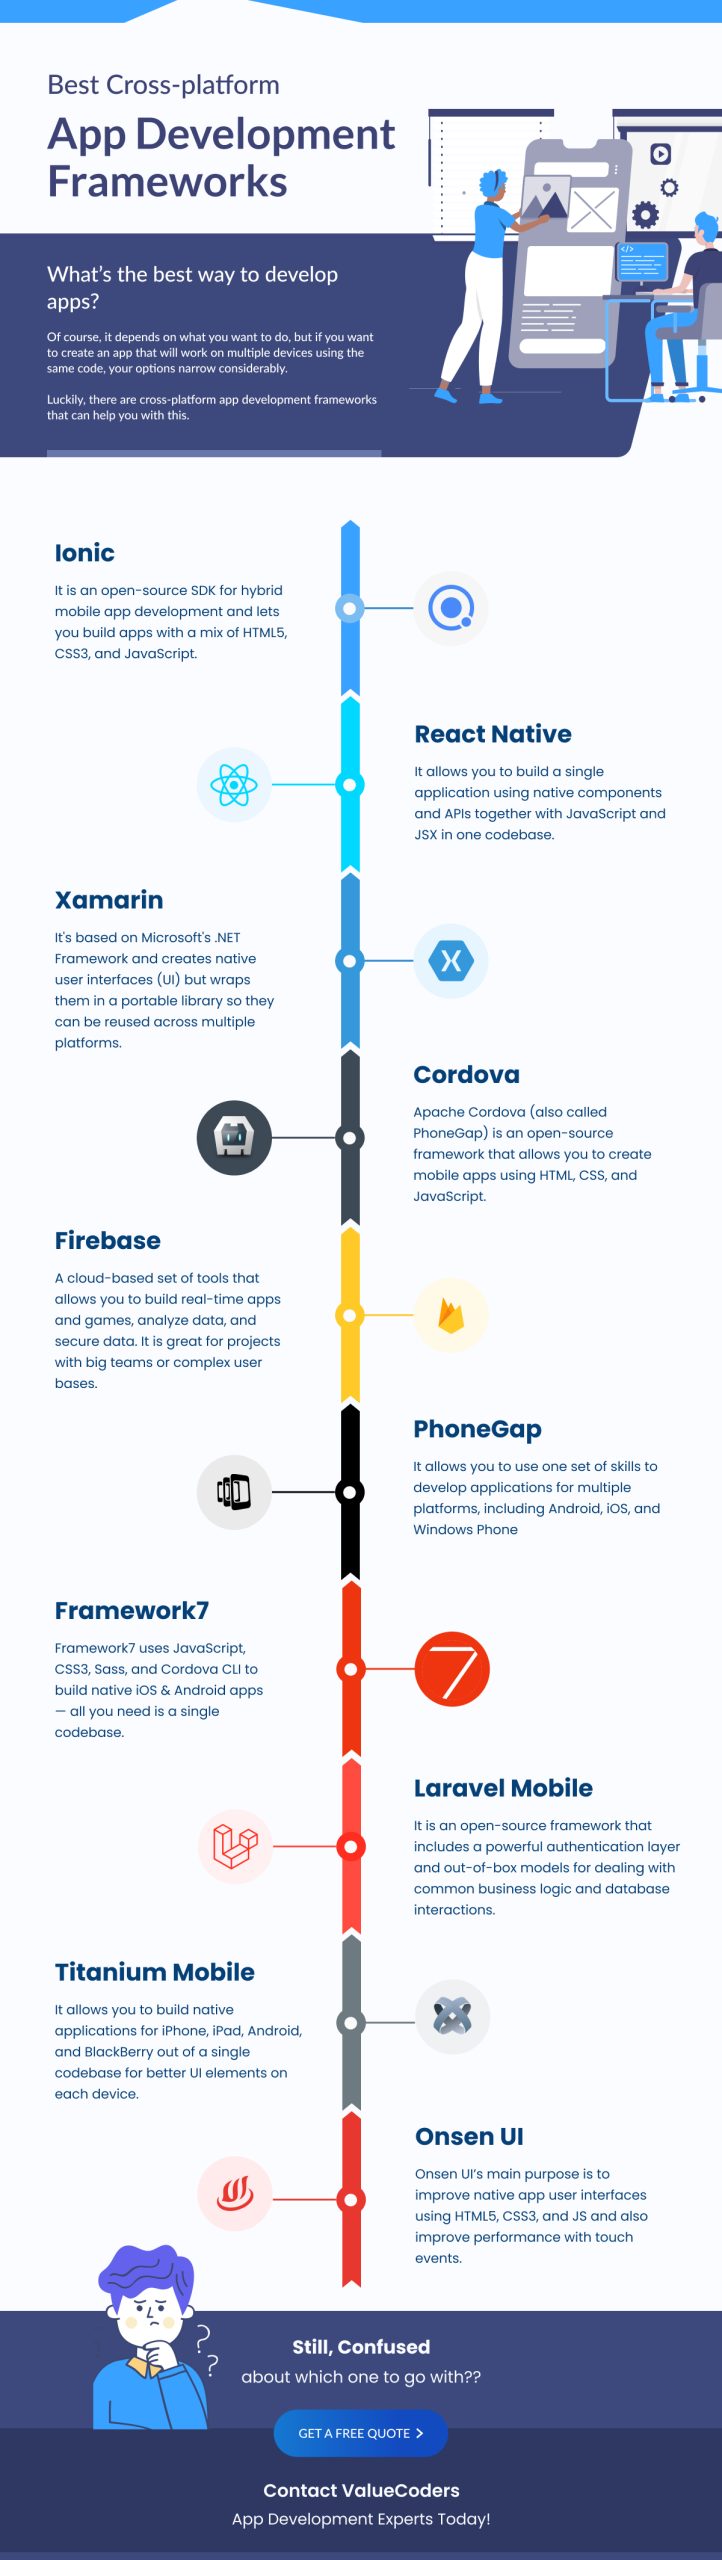 Best Cross-platform
App Development
Frameworks
What's the best way to develop
apps?
Of course, it depends on what you want to do, but if you want
to create an app that will work on multiple devices using the
same code, your options narrow considerably.
Luckily, there are cross-platform app development frameworks
that can help you with this.
</>
Ionic
It is an open-source SDK for hybrid
mobile app development and lets
you build apps with a mix of HTML5,
CSS3, and JavaScript.
React Native
It allows you to build a single
application using native components
and APIs together with JavaScript and
JSX in one codebase.
Xamarin
It's based on Microsoft's .NET
Framework and creates native
user interfaces (UI) but wraps
them in a portable library so they
can be reused across multiple
platforms.
X
Cordova
Apache Cordova (also called
PhoneGap) is an open-source
framework that allows you to create
mobile apps using HTML, CSS, and
JavaScript.
Firebase
A cloud-based set of tools that
allows you to build real-time apps
and games, analyze data, and
secure data. It is great for projects
with big teams or complex user
bases.
PhoneGap
It allows you to use one set of skills to
develop applications for multiple
platforms, including Android, iOS, and
Windows Phone
Framework7
Framework7 uses JavaScript,
CSS3, Sass, and Cordova CLI to
build native iOS & Android apps
— all you need is a single
codebase.
7
Laravel Mobile
It is an open-source framework that
includes a powerful authentication layer
and out-of-box models for dealing with
common business logic and database
interactions.
Titanium Mobile
It allows you to build native
applications for iPhone, iPad, Android,
and BlackBerry out of a single
codebase for better UI elements on
each device.
Onsen UI
Onsen UI's main purpose is to
improve native app user interfaces
using HTML5, CSS3, and JS and also
improve performance with touch
events.
? ?
Still, Confused
about which one to go with??
GET A FREE QUOTE >
Contact ValueCoders
App Development Experts Today!